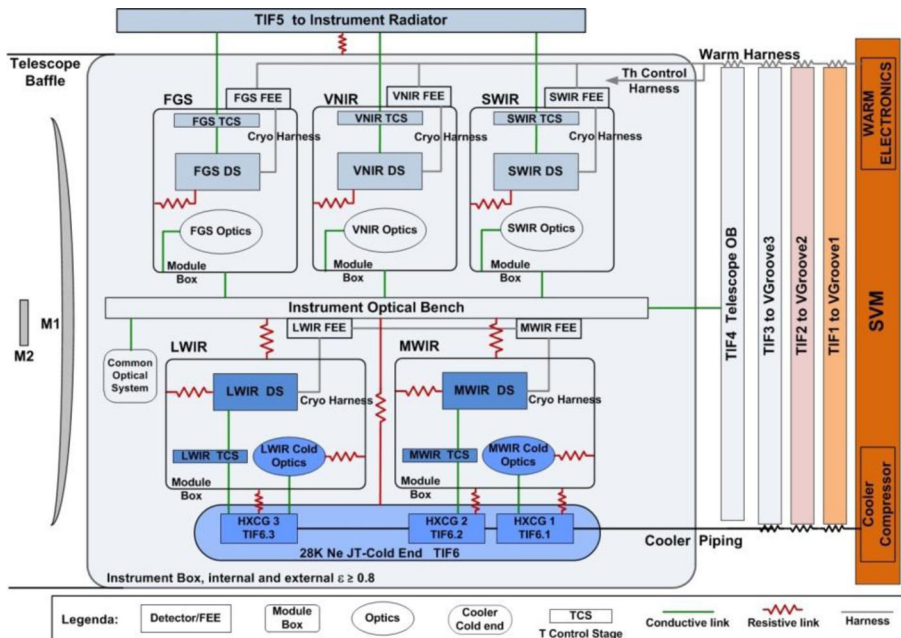 TIF5 to Instrument Radiator
Telescope
Baffle
Warm Harness
Th Control
Harness
FGS
FGS FEE
VNIR
VNIR FEE
SWIR
SWIR FEE
FGS TCS
VNIR TCS
SWIR TCS
Cryo Harness
Cryo Harness
Cryo Harness
FGS DS
VNIR DS
SWIR DS
FGS Optics
VNIR Optics
SWIR Optics
Module
Box
Module
Box
Module
Box
Instrument Optical Bench
M1
M2
Common
Optical
System
LWIR
LWIR FEE
MWIR FEE
MWIR
LWIR DS
MWIR DS
Cryo Harness
Cryo Harness
LWIR TCS
LWIR Cold
Optics
MWIR TCS
MWIR Cold
Optics
Module
Box
Module
Box
HXCG 3
TIF6.3
HXCG 2
TIF6.2
HXCG 1
TIF6.1
28K Ne JT-Cold End TIF6
Cooler Piping
Instrument Box, internal and external ε ≥ 0.8
TIF4 Telescope OB
TIF3 to VGroove3
TIF2 to VGroove2
TIF1 to VGroove1
WARM
ELECTRONICS
SVM
Cooler
Compressor
Legenda:
Detector/FEE
Module
Box
Optics
Cooler
Cold end
TCS
T Control Stage
Conductive link
Resistive link
Harness